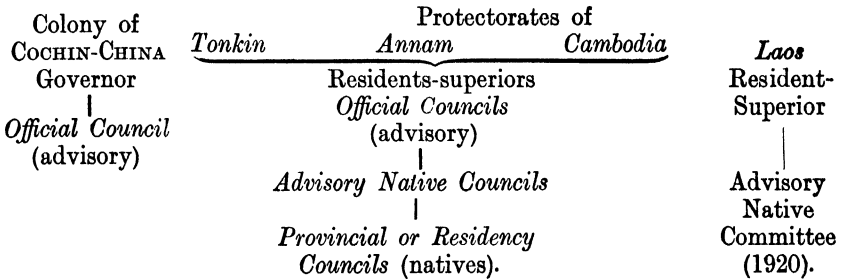 Colony of
COCHIN-CHINA
Governor
Official Council
(advisory)
Protectorates of
Tonkin Annam Cambodia
Residents-superiors
Official Councils
(advisory)
Advisory Native Councils
Provincial or Residency
Councils (natives).
Laos
Resident-
Superior
Advisory
Native
Committee
(1920).